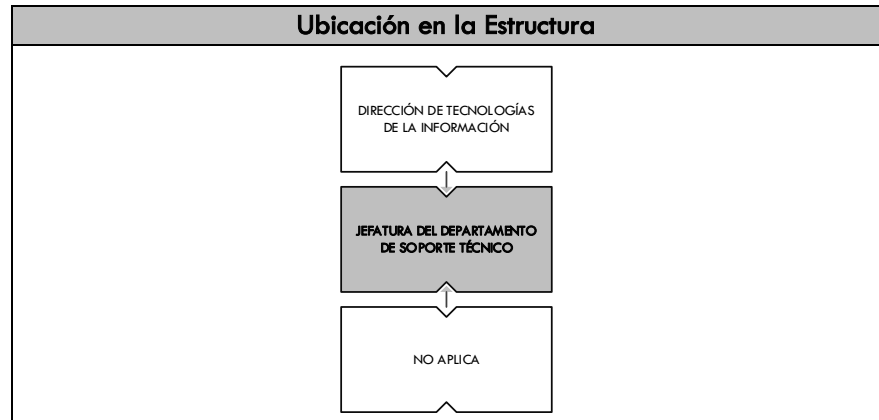 Ubicación en la Estructura
DIRECCIÓN DE TECNOLOGÍAS
DE LA INFORMACIÓN
JEFATURA DEL DEPARTAMENTO
DE SOPORTE TÉCNICO
NO APLICA